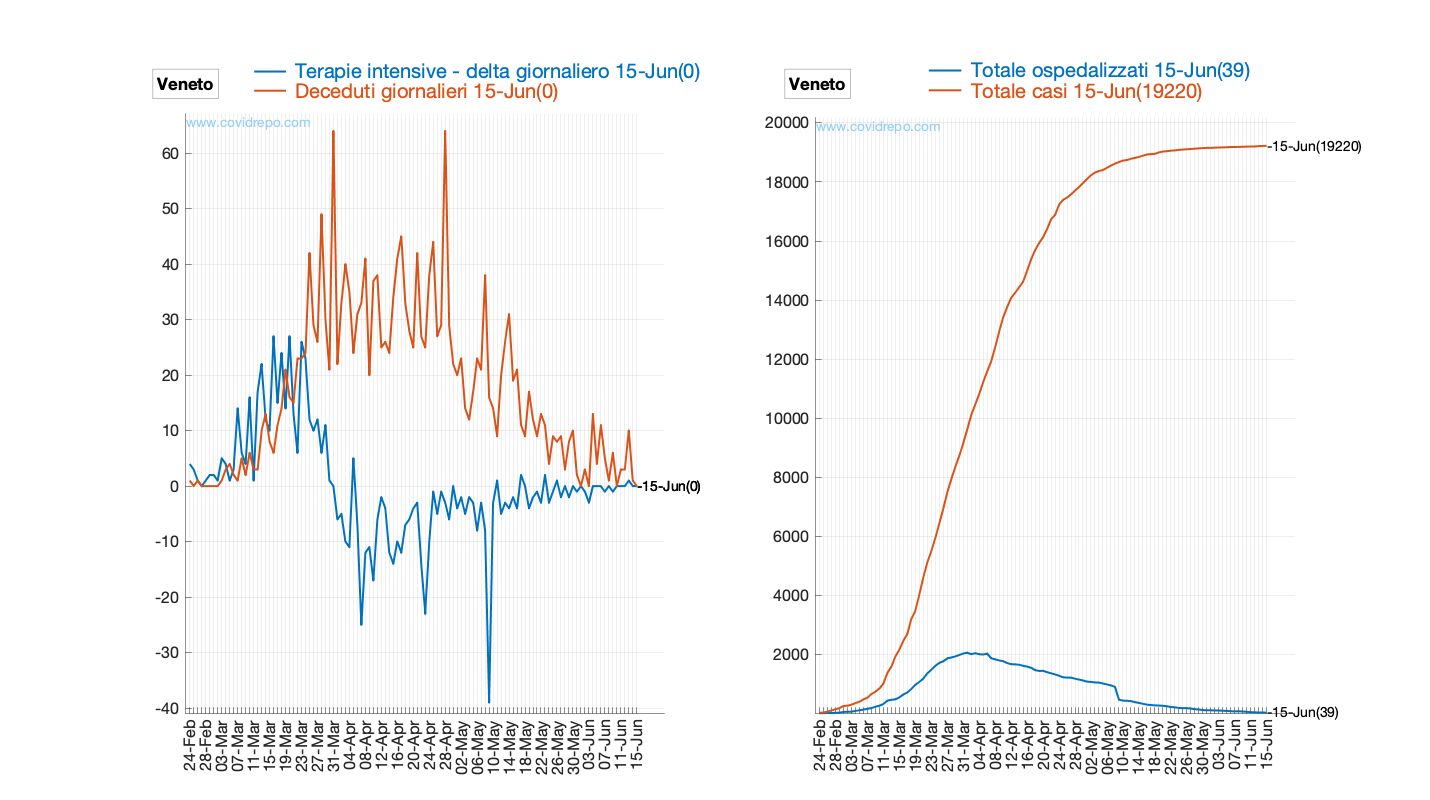 Veneto
Terapie intensive - delta giornaliero 15-Jun(0)
Deceduti giornalieri 15-Jun(0)
www.covidrepo.com
60
50
40
30
20
10
0
-10
-20
-30
-40
-15-Jun(0)
24-Feb
28-Feb
03-Mar
07-Mar
11-Mar
15-Mar
19-Mar
23-Mar
27-Mar
31-Mar
04-Apr
08-Apr
12-Apr
16-Apr
20-Apr
24-Apr
28-Apr
02-May
06-May
10-May
14-May
18-May
22-May
26-May
30-May
03-Jun
07-Jun
11-Jun
15-Jun
Veneto
Totale ospedalizzati 15-Jun(39)
Totale casi 15-Jun(19220)
www.covidrepo.com
20000
18000
16000
14000
12000
10000
8000
6000
4000
2000
-15-Jun(19220)
-15-Jun(39)
24-Feb
28-Feb
03-Mar
07-Mar
11-Mar
15-Mar
19-Mar
23-Mar
27-Mar
31-Mar
04-Apr
08-Apr
12-Apr
16-Apr
20-Apr
24-Apr
28-Apr
02-May
06-May
10-May
14-May
18-May
22-May
26-May
30-May
03-Jun
07-Jun
11-Jun
15-Jun